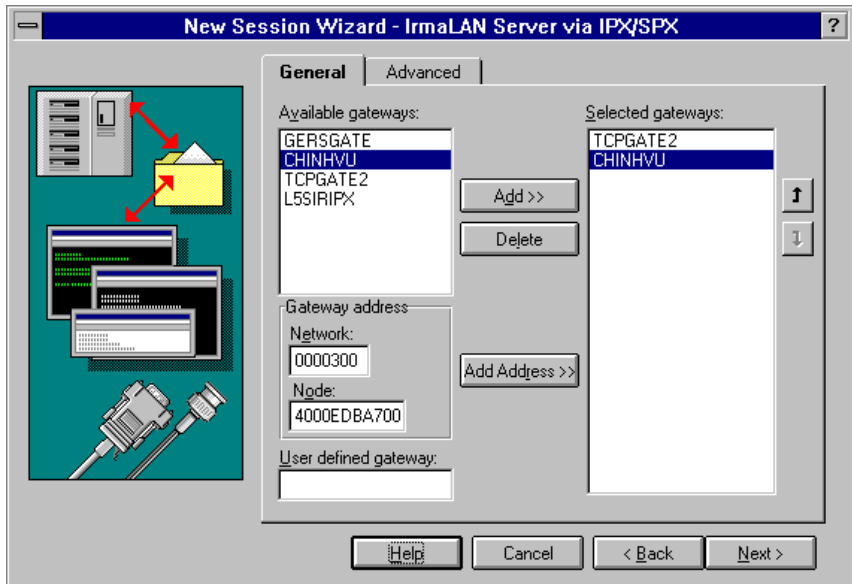 New Session Wizard - IrmaLAN Server via IPX/SPX
?
General
Advanced
Available gateways:
GERSGATE
CHINHVU
TCPGATE2
L5SIRIPX
Add >>
Delete
Selected gateways:
TCPGATE2
CHINHVU
Gateway address
Network:
0000300
Node:
4000EDBA700
Add Address >>
User defined gateway:
Help
Cancel
< Back
Next >